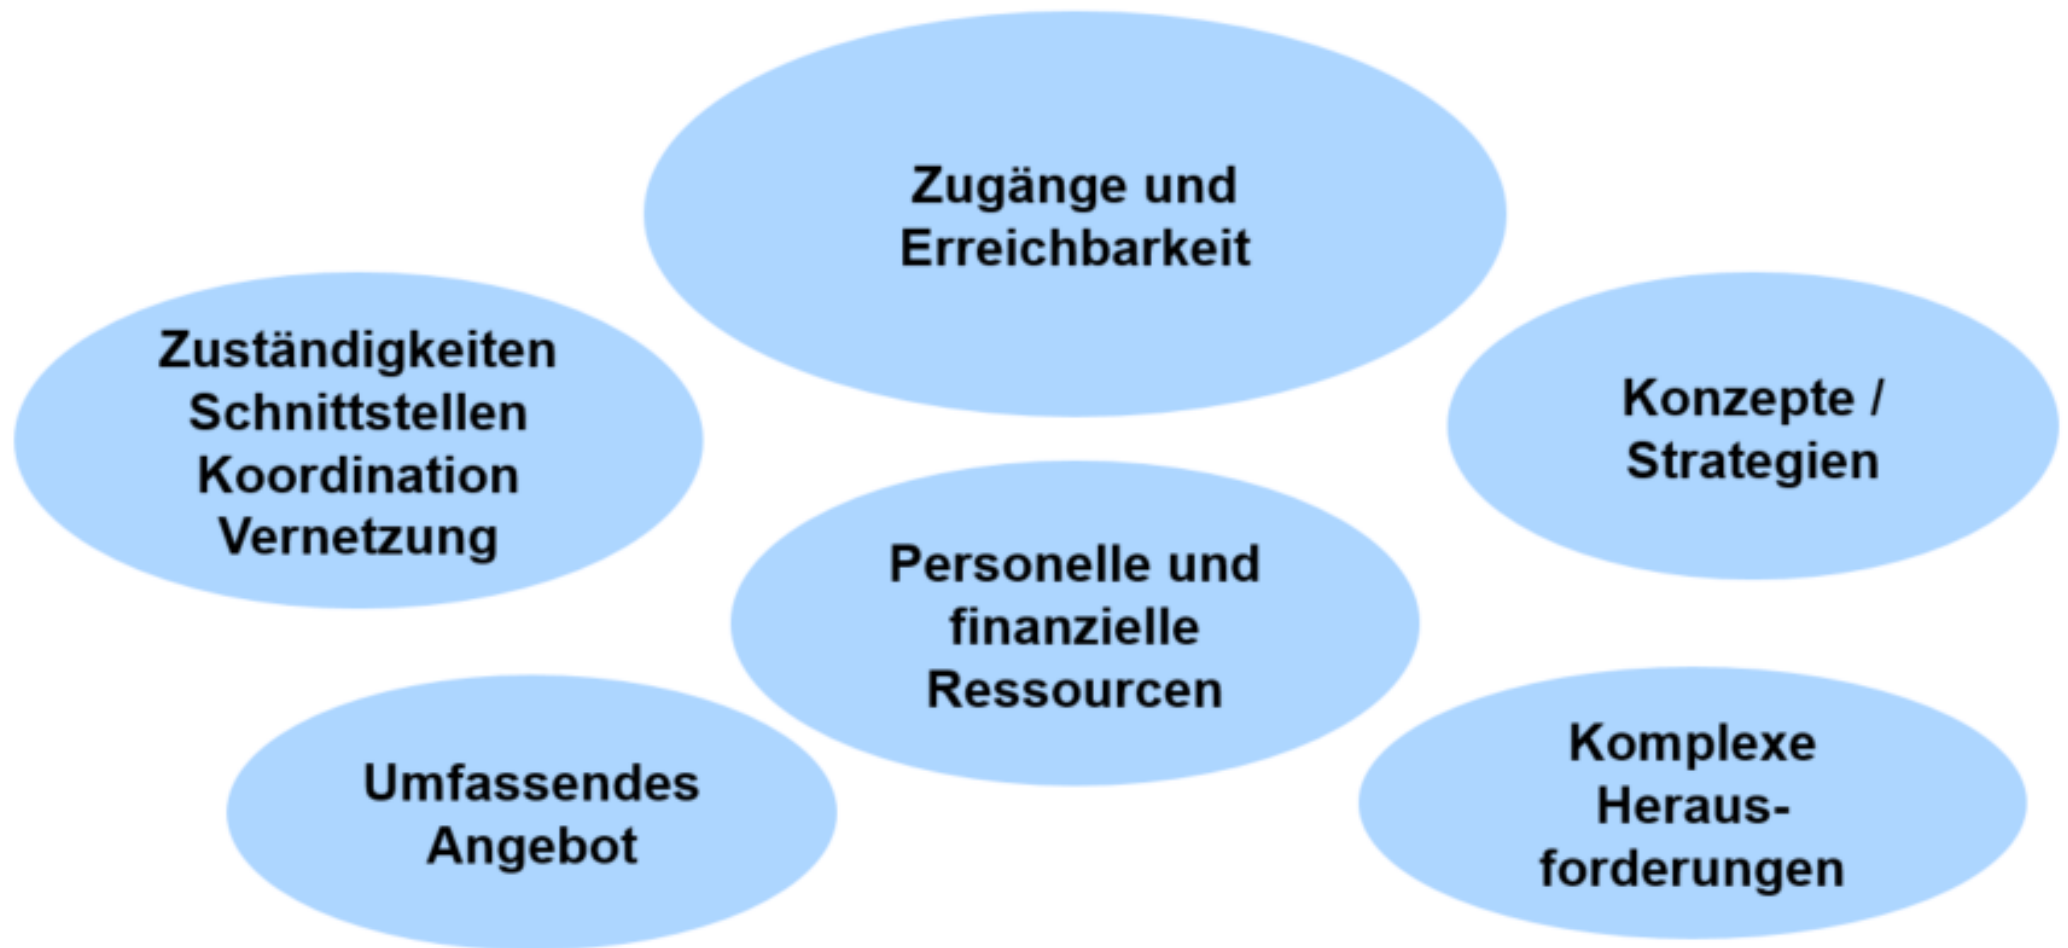 Zugänge und
Erreichbarkeit
Zuständigkeiten
Schnittstellen
Koordination
Vernetzung
Konzepte /
Strategien
Personelle und
finanzielle
Ressourcen
Umfassendes
Angebot
Komplexe
Heraus-
forderungen